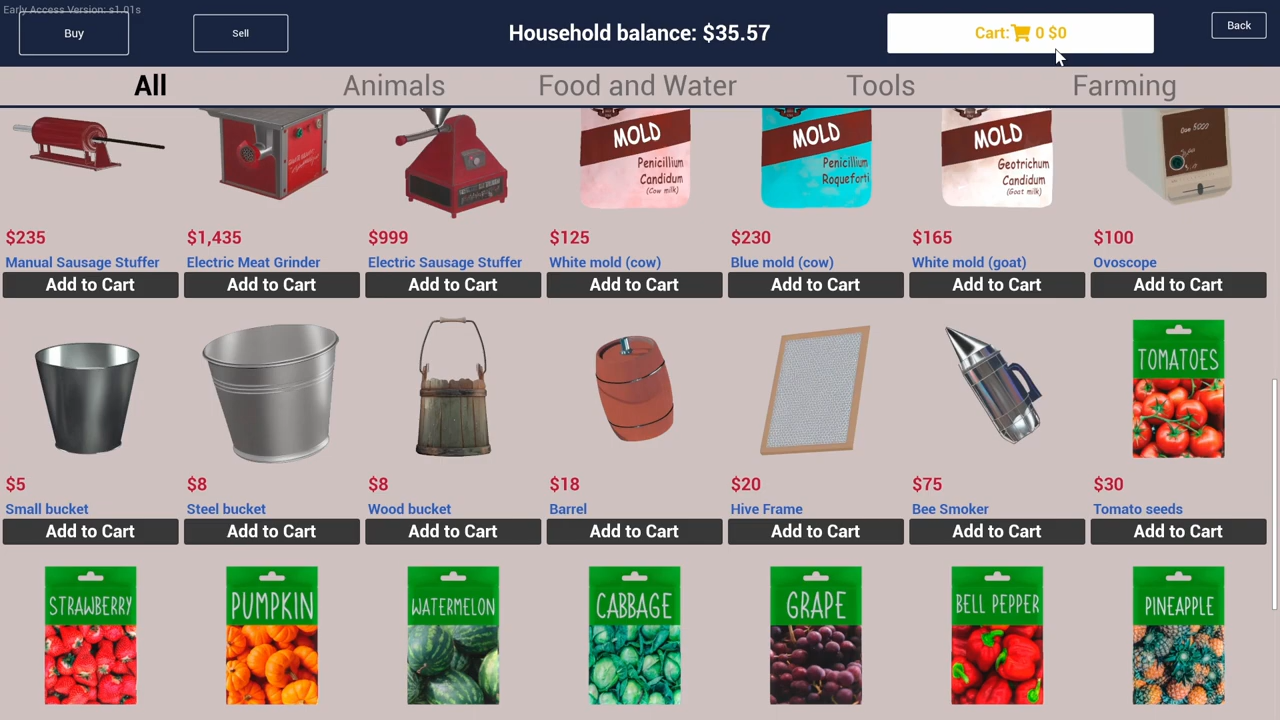 Early Access Version: s1.01s
Buy
Sell
Household balance: $35.57
Cart: 0 $0
Back
All
Animals
Food and Water
Tools
Farming
MOLD
Penicillium
Candidum
(Cow milk)
MOLD
Penicillium
Roqueforti
MOLD
Geotrichum
Candidum
(Goat milk)
$235
$1,435
$999
$125
$230
$165
$100
Manual Sausage Stuffer
Electric Meat Grinder
Electric Sausage Stuffer
White mold (cow)
Blue mold (cow)
White mold (goat)
Ovoscope
Add to Cart
Add to Cart
Add to Cart
Add to Cart
Add to Cart
Add to Cart
Add to Cart
TOMATOES
$5
$8
$8
$18
$20
$75
$30
Small bucket
Steel bucket
Wood bucket
Barrel
Hive Frame
Bee Smoker
Tomato seeds
Add to Cart
Add to Cart
Add to Cart
Add to Cart
Add to Cart
Add to Cart
Add to Cart
STRAWBERRY
PUMPKIN
WATERMELON
CABBAGE
GRAPE
BELL PEPPER
PINEAPPLE